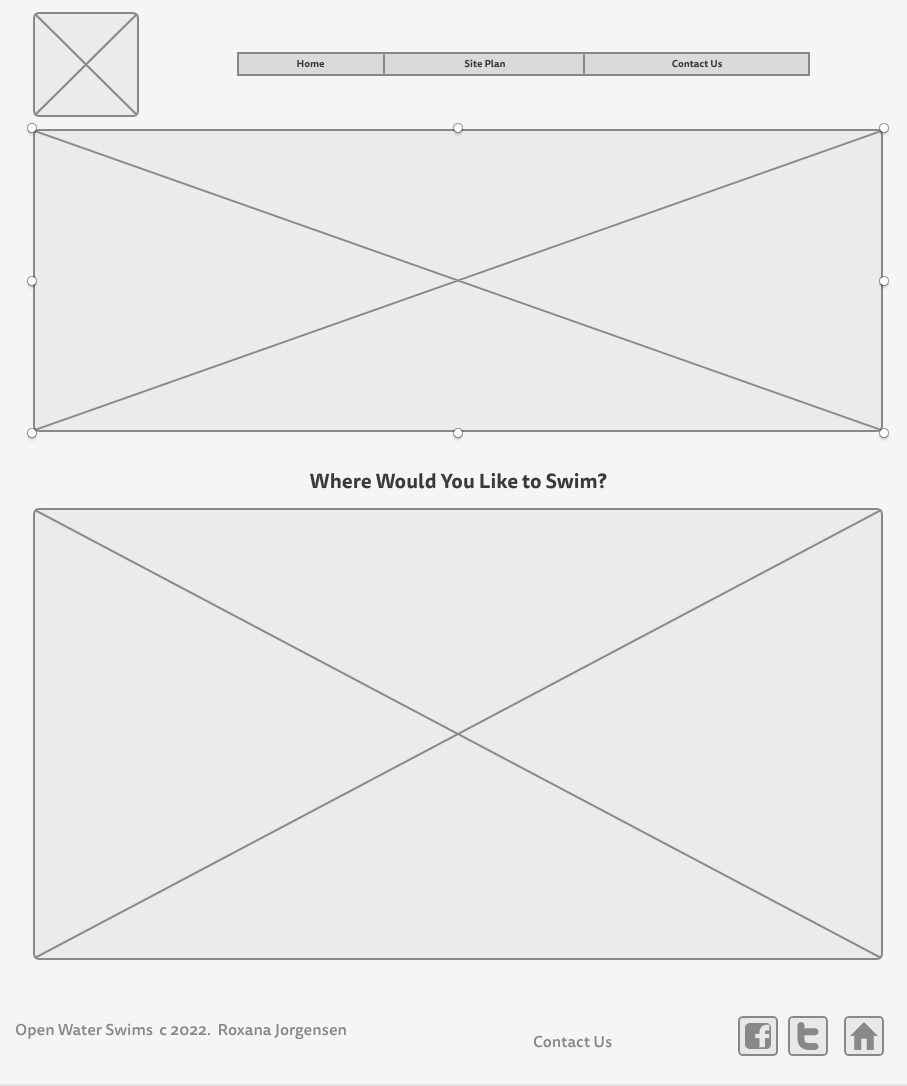 Home
Site Plan
Contact Us
Where Would You Like to Swim?
Open Water Swims c 2022. Roxana Jorgensen
Contact Us